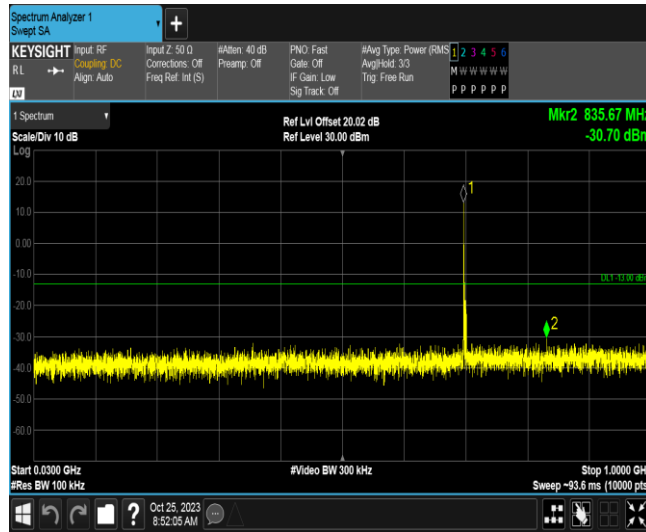 Spectrum Analyzer 1
Swept SA
+
KEYSIGHT Input: RF Input Z: 50 Ω #Atten: 40 dB PNO: Fast #Avg Type: Power (RMS 1 2 3 4 5 6
RL Coupling: DC Corrections: Off Preamp: Off Gate: Off Avg|Hold: 3/3 M W W W W W
Align: Auto Freq Ref: Int (S) IF Gain: Low Trig: Free Run
Sig Track: Off P P P P P P
LXI
1 Spectrum Ref Lvl Offset 20.02 dB Mkr2 835.67 MHz
Scale/Div 10 dB Ref Level 30.00 dBm -30.70 dBm
Log
20.0
1
10.0
0.00
-10.0
DL1 -13.00 dBm
-20.0
2
-30.0
-40.0
-50.0
-60.0
Start 0.0300 GHz #Video BW 300 kHz Stop 1.0000 GH
#Res BW 100 kHz Sweep ~93.6 ms (10000 pts
? Oct 25, 2023
8:52:05 AM